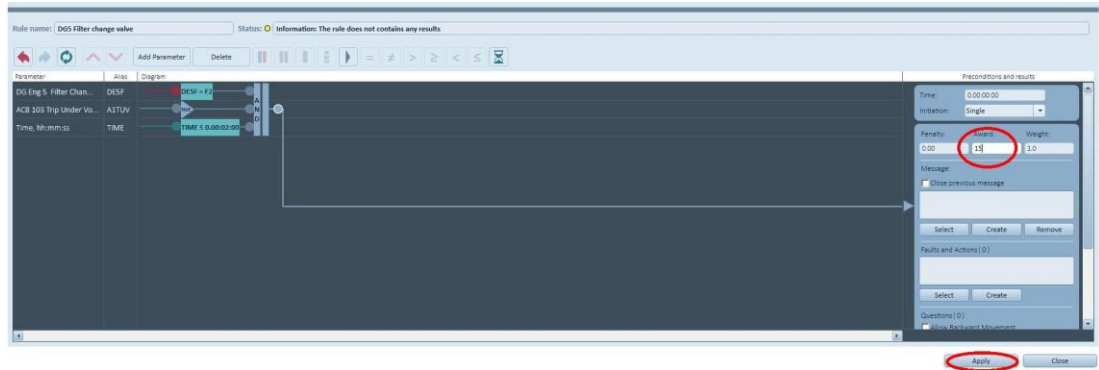 Rule name: DG5 Filter change valve Status: Information: The rule does not contain any results
Add Parameter Delete = ≠ > ≥ < ≤
Parameter Alias Diagram Preconditions and results
DG Eng 5 Filter Chan... DESF DESF = F2
ACB 103 Trip Under Vo... A1TUV Not
Time, hh:mm:ss TIME TIME ≤ 0.00:02:00
AND
Time: 0.00:00:00
Initiation: Single
Penalty: Award: Weight:
0.00 15 1.0
Message:
Close previous message
Select Create Remove
Faults and Actions ( 0 )
Select Create
Questions ( 0 )
Allow Backward Movement
Apply Close